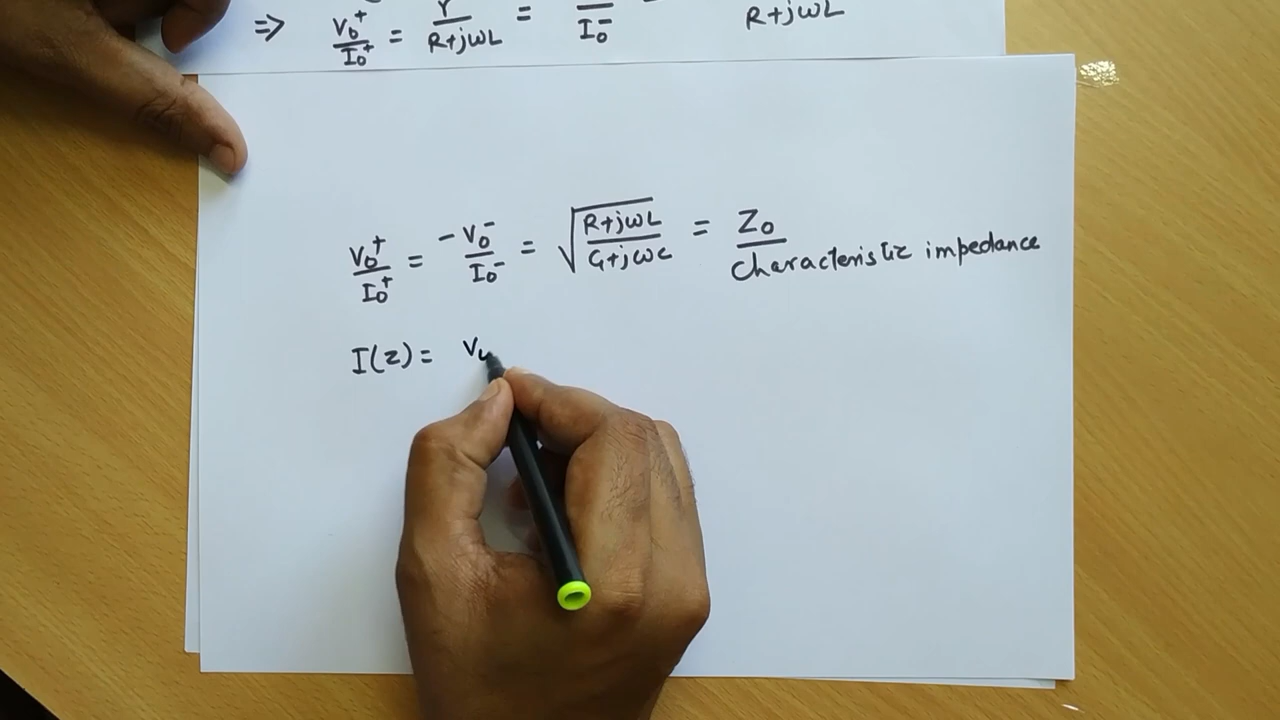 ⇒ V₀⁺/I₀⁺ = γ/(R+jωL) = /I₀⁻ R+jωL
V₀⁺/I₀⁺ = -V₀⁻/I₀⁻ = √((R+jωL)/(G+jωC)) = Z₀
characteristic impedance
I(z) = V